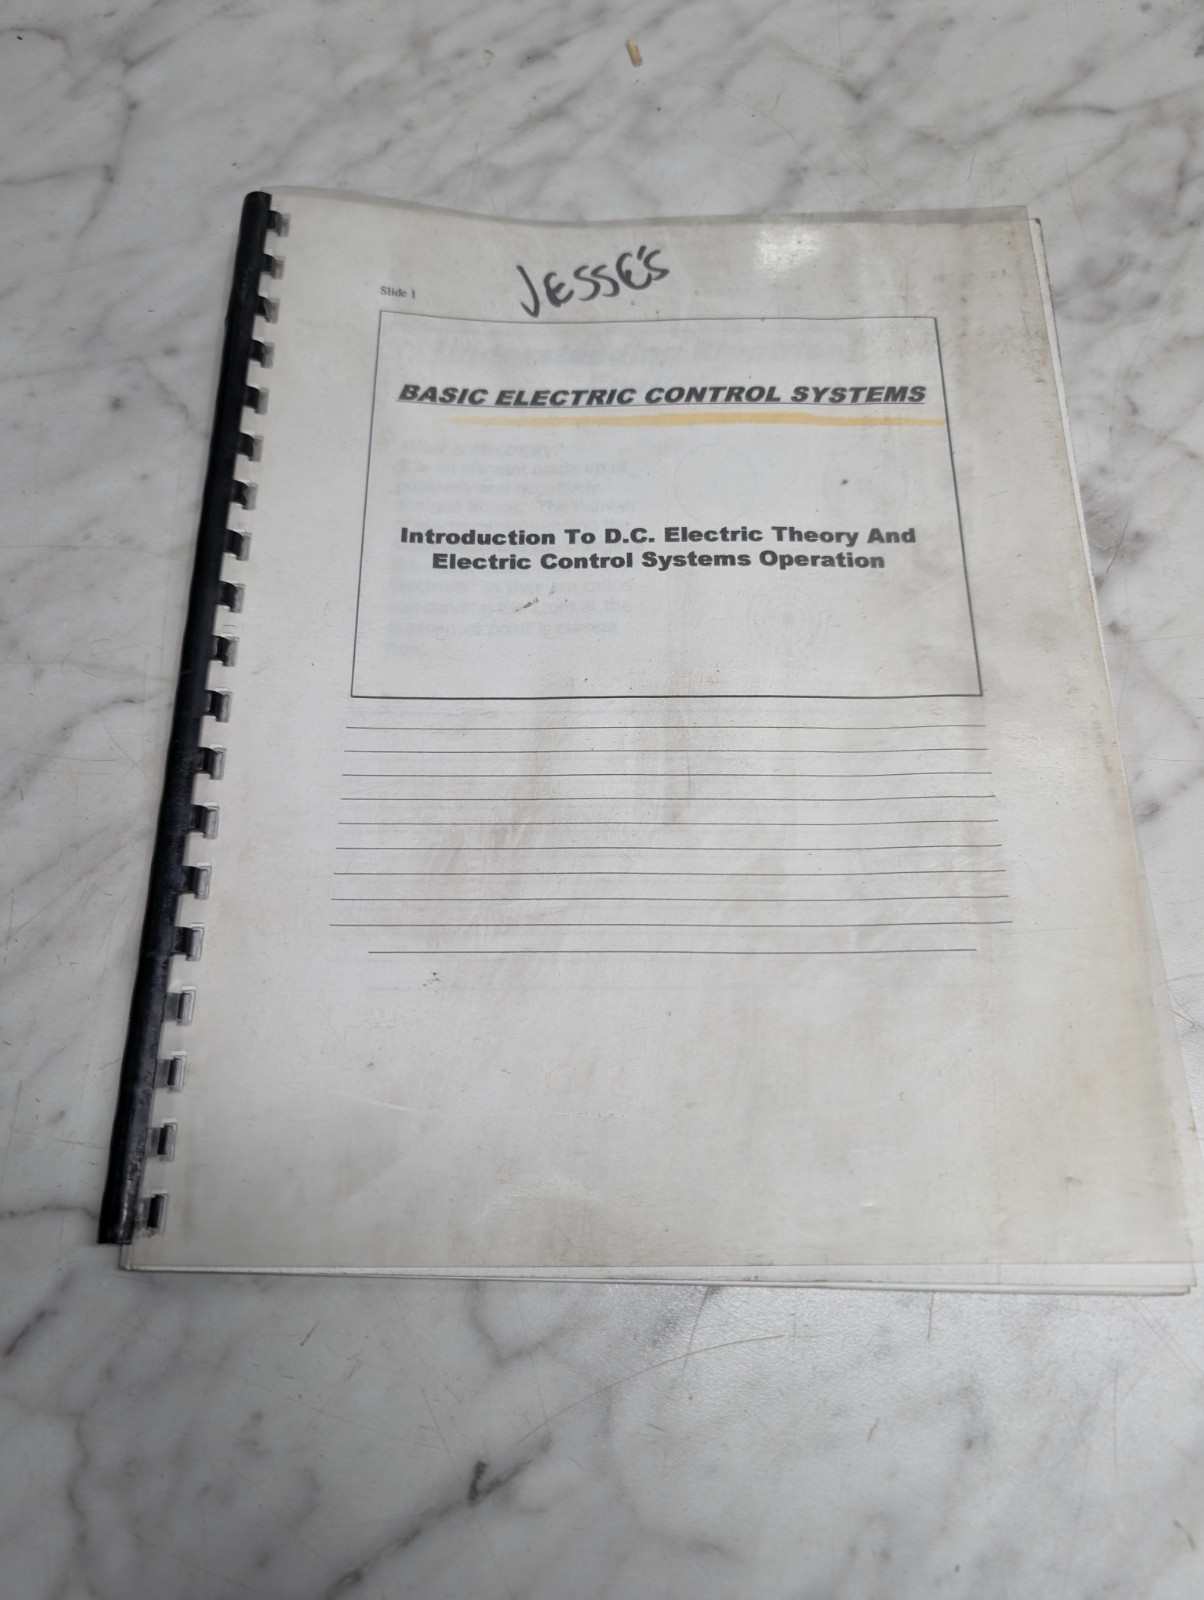 JESSE'S
Slide 1
BASIC ELECTRIC CONTROL SYSTEMS
Introduction To D.C. Electric Theory And
Electric Control Systems Operation